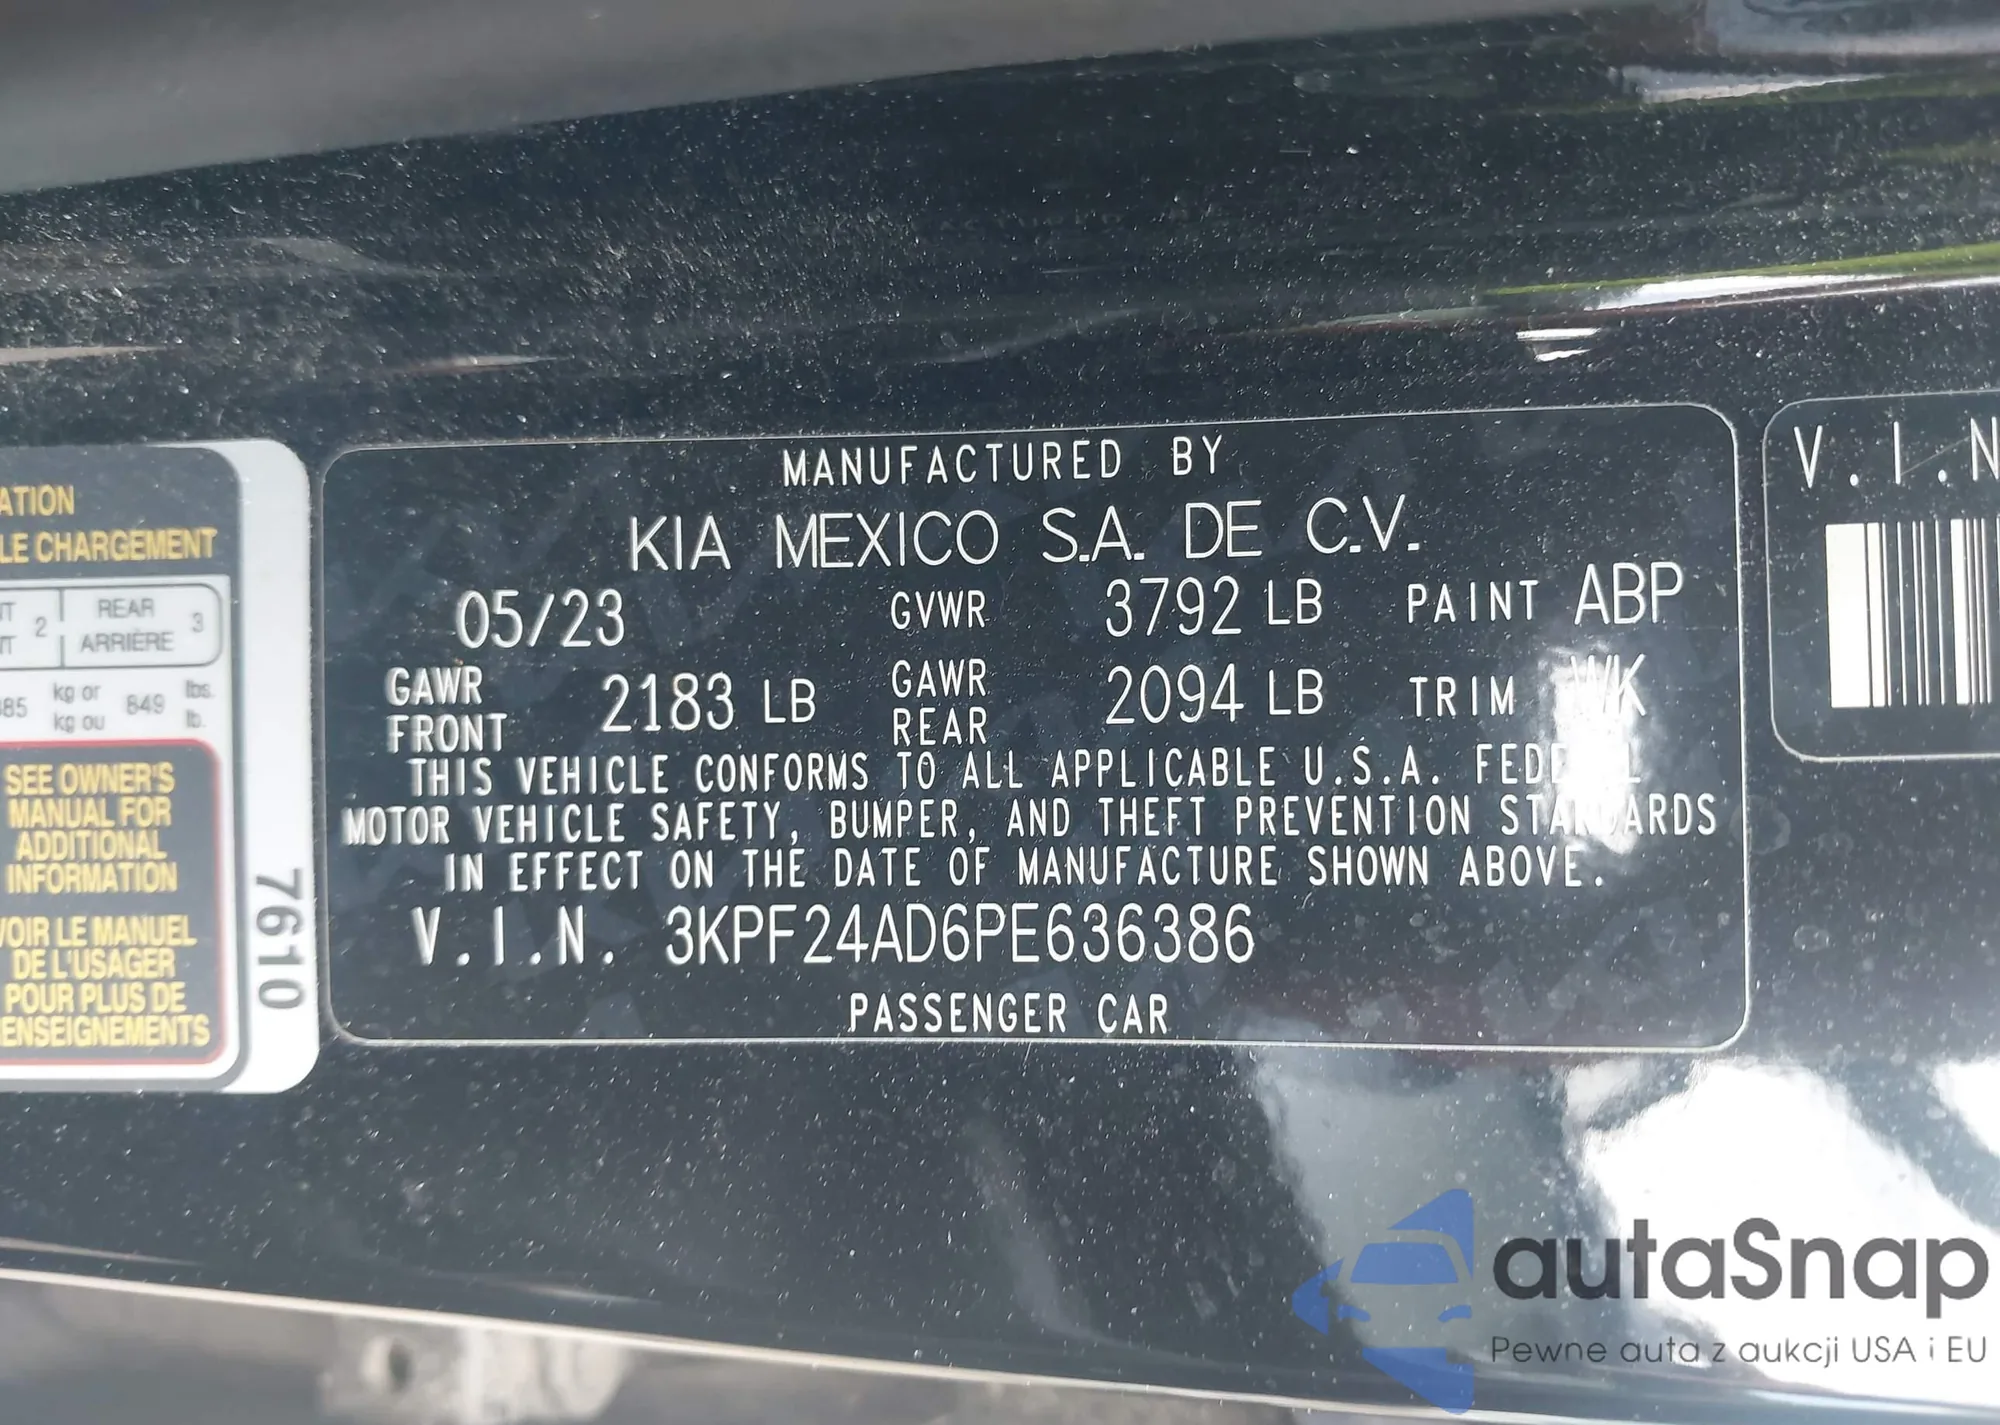 ATION
LE CHARGEMENT
2 REAR 3
ARRIÈRE
85 kg or 849 lbs.
kg ou lb.
SEE OWNER'S
MANUAL FOR
ADDITIONAL
INFORMATION
VOIR LE MANUEL
DE L'USAGER
POUR PLUS DE
RENSEIGNEMENTS
7610
MANUFACTURED BY
KIA MEXICO S.A. DE C.V.
05/23 GVWR 3792 LB PAINT ABP
GAWR FRONT 2183 LB GAWR REAR 2094 LB TRIM WK
THIS VEHICLE CONFORMS TO ALL APPLICABLE U.S.A. FEDERAL
MOTOR VEHICLE SAFETY, BUMPER, AND THEFT PREVENTION STANDARDS
IN EFFECT ON THE DATE OF MANUFACTURE SHOWN ABOVE.
V.I.N. 3KPF24AD6PE636386
PASSENGER CAR
V.I.N
autaSnap
Pewne auta z aukcji USA i EU